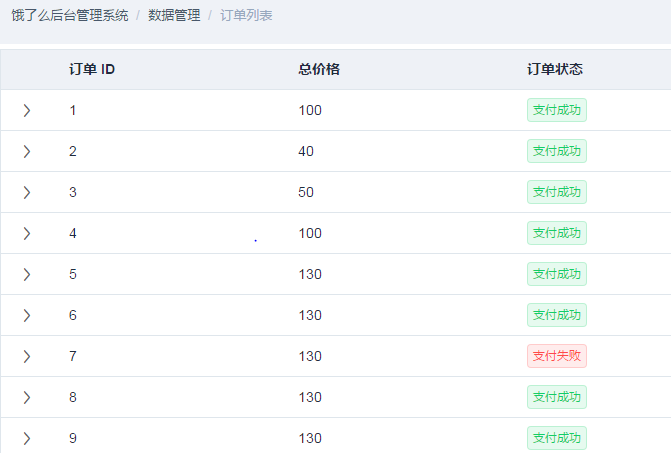 饿了么后台管理系统 / 数据管理 / 订单列表
订单 ID 总价格 订单状态
1 100 支付成功
2 40 支付成功
3 50 支付成功
4 100 支付成功
5 130 支付成功
6 130 支付成功
7 130 支付失败
8 130 支付成功
9 130 支付成功